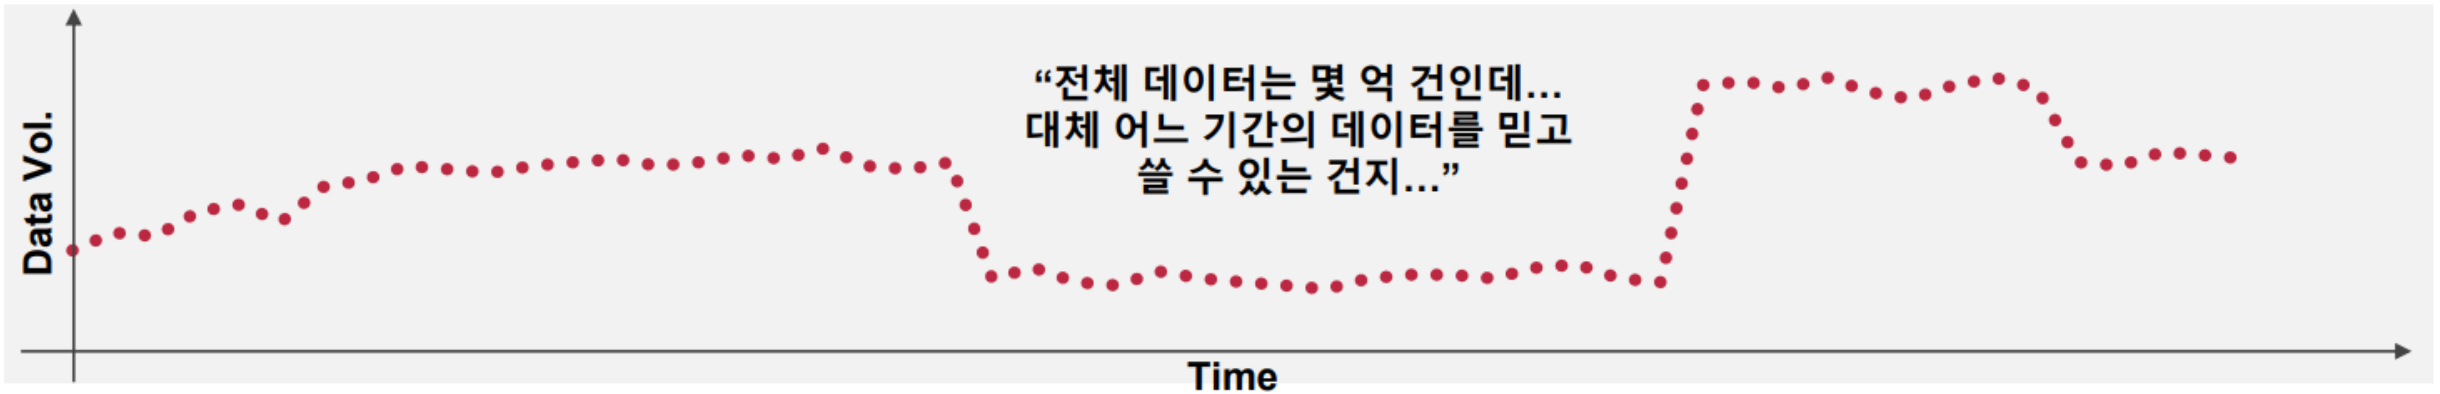 Data Vol.
“전체 데이터는 몇 억 건인데...
대체 어느 기간의 데이터를 믿고
쓸 수 있는 건지...”
Time